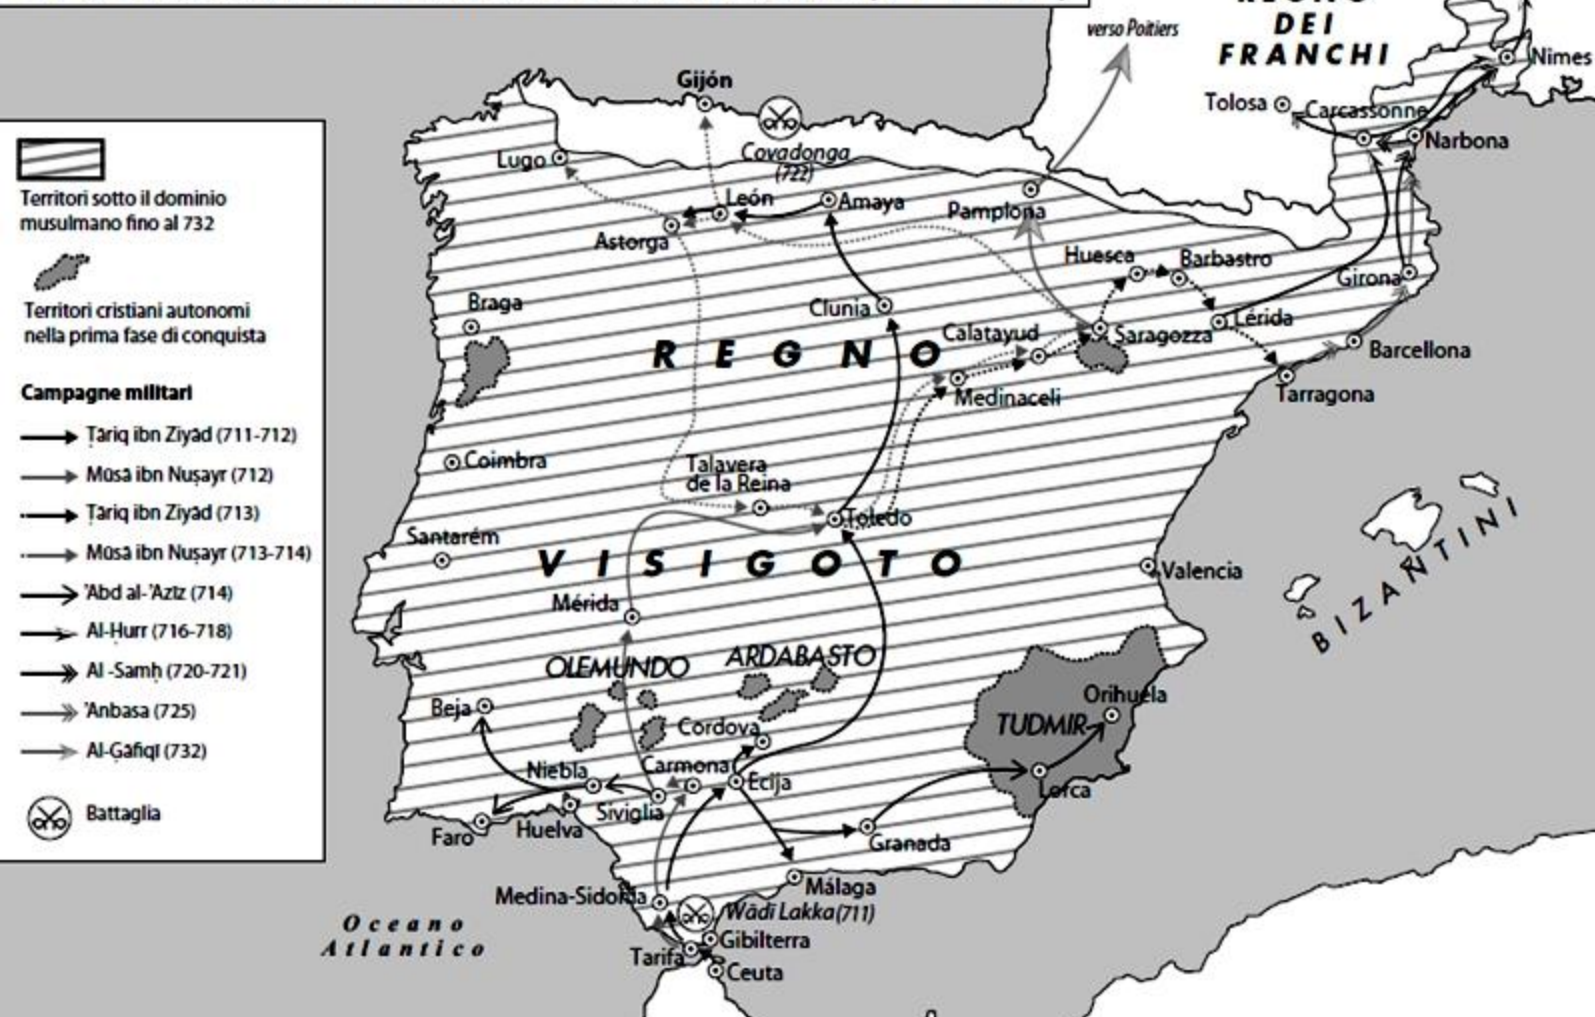 verso Poitiers
DEI
FRANCHI
Nimes
Gijón
Tolosa
Carcassonne
Narbona
Lugo
Covadonga
(722)
León
Amaya
Pamplona
Astorga
Huesca
Barbastro
Girona
Braga
Clunia
Calatayud
Saragozza
Lérida
REGNO
Barcellona
Medinaceli
Tarragona
Coimbra
Talavera
de la Reina
Toledo
Santarém
VISIGOTO
Valencia
BIZANTINI
Mérida
OLEMUNDO
ARDABASTO
Orihuela
Beja
TUDMIR
Cordova
Niebla
Carmona
Ecija
Lorca
Siviglia
Faro
Huelva
Granada
Medina-Sidonia
Málaga
Wādī Lakka (711)
Oceano
Atlantico
Gibilterra
Tarifa
Ceuta
Territori sotto il dominio
musulmano fino al 732
Territori cristiani autonomi
nella prima fase di conquista
Campagne militari
Ṭāriq ibn Ziyād (711-712)
Mūsā ibn Nuṣayr (712)
Ṭāriq ibn Ziyād (713)
Mūsā ibn Nuṣayr (713-714)
'Abd al-'Azīz (714)
Al-Ḥurr (716-718)
Al -Samḥ (720-721)
'Anbasa (725)
Al-Ġāfiqī (732)
Battaglia